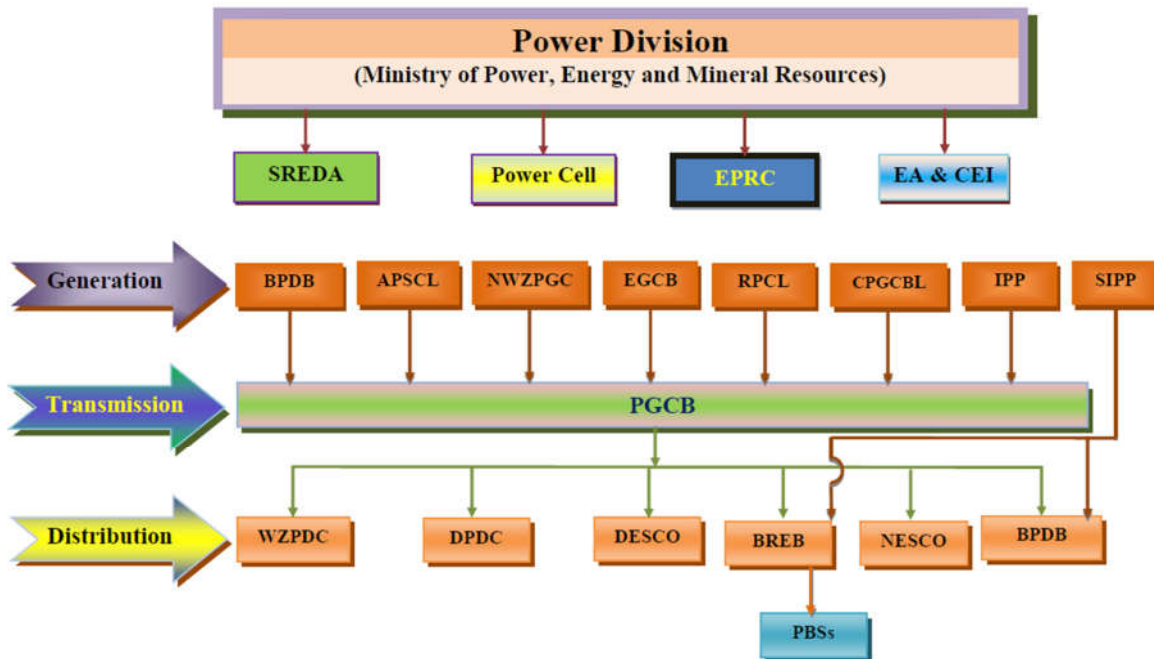 Power Division
(Ministry of Power, Energy and Mineral Resources)
SREDA
Power Cell
EPRC
EA & CEI
Generation
BPDB
APSCL
NWZPGC
EGCB
RPCL
CPGCBL
IPP
SIPP
Transmission
PGCB
Distribution
WZPDC
DPDC
DESCO
BREB
NESCO
BPDB
PBSs